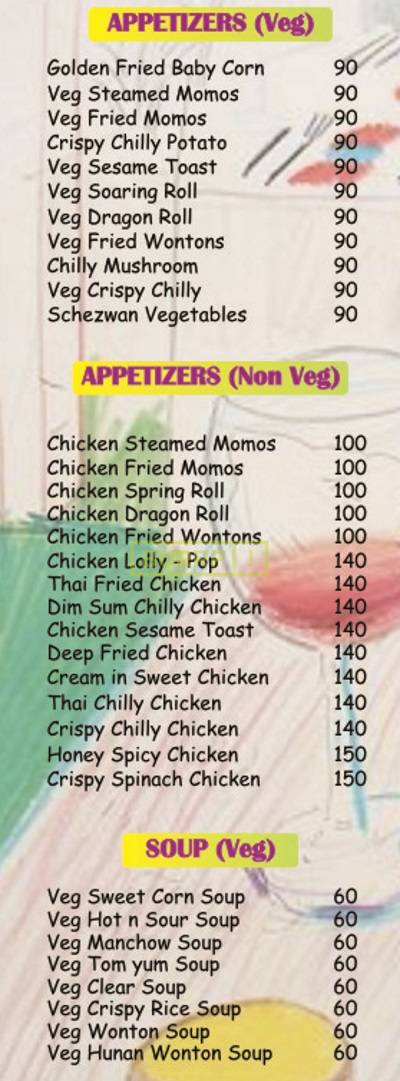 APPETIZERS (Veg)
Golden Fried Baby Corn 90
Veg Steamed Momos 90
Veg Fried Momos 90
Crispy Chilly Potato 90
Veg Sesame Toast 90
Veg Soaring Roll 90
Veg Dragon Roll 90
Veg Fried Wontons 90
Chilly Mushroom 90
Veg Crispy Chilly 90
Schezwan Vegetables 90
APPETIZERS (Non Veg)
Chicken Steamed Momos 100
Chicken Fried Momos 100
Chicken Spring Roll 100
Chicken Dragon Roll 100
Chicken Fried Wontons 100
Chicken Lolly - Pop 140
Thai Fried Chicken 140
Dim Sum Chilly Chicken 140
Chicken Sesame Toast 140
Deep Fried Chicken 140
Cream in Sweet Chicken 140
Thai Chilly Chicken 140
Crispy Chilly Chicken 140
Honey Spicy Chicken 150
Crispy Spinach Chicken 150
SOUP (Veg)
Veg Sweet Corn Soup 60
Veg Hot n Sour Soup 60
Veg Manchow Soup 60
Veg Tom yum Soup 60
Veg Clear Soup 60
Veg Crispy Rice Soup 60
Veg Wonton Soup 60
Veg Hunan Wonton Soup 60